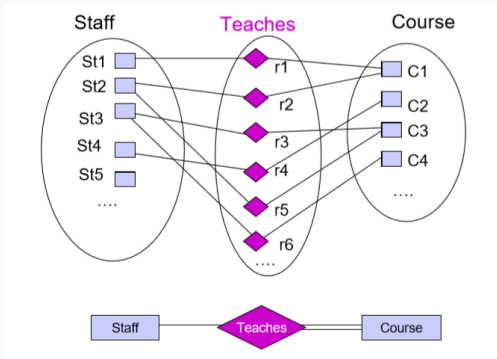 Staff Teaches Course
St1
St2
St3
St4
St5
....
r1
r2
r3
r4
r5
r6
....
C1
C2
C3
C4
....
Staff Teaches Course